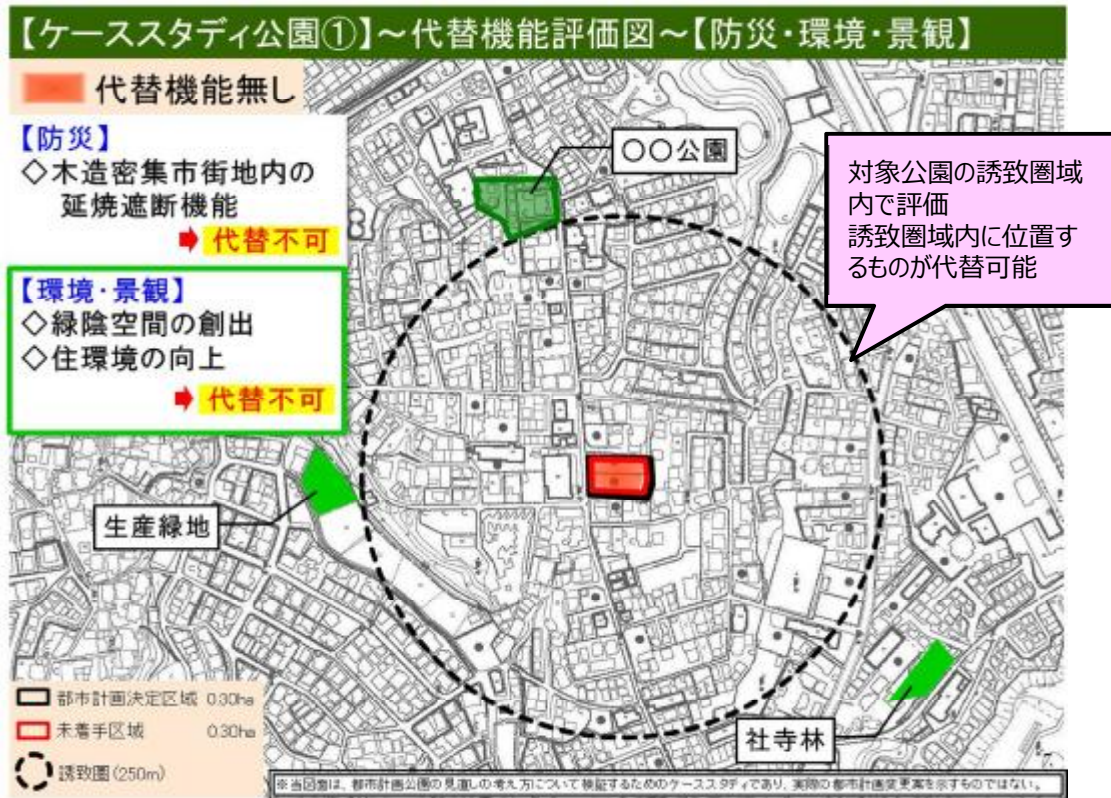 【ケーススタディ公園①】~代替機能評価図~【防災・環境・景観】
代替機能無し
【防災】
◇木造密集市街地内の
延焼遮断機能
➡ 代替不可
【環境・景観】
◇緑陰空間の創出
◇住環境の向上
➡ 代替不可
〇〇公園
対象公園の誘致圏域
内で評価
誘致圏域内に位置す
るものが代替可能
生産緑地
社寺林
都市計画決定区域 0.30ha
未着手区域 0.30ha
誘致圏(250m)
※当図面は、都市計画公園の見直しの考え方について検証するためのケーススタディであり、実際の都市計画変更案を示すものではない。